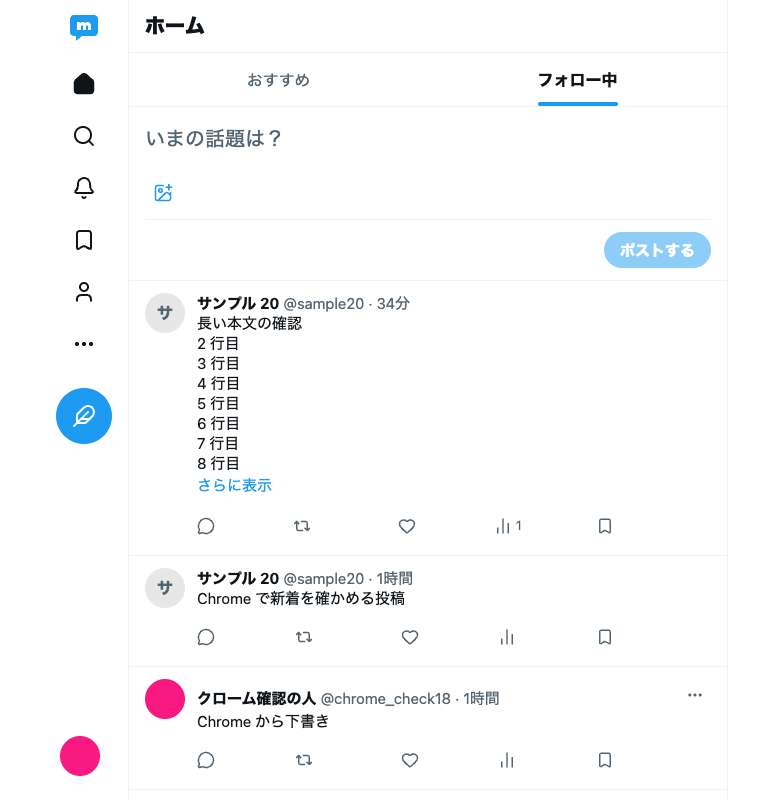 m
ホーム
おすすめ
フォロー中
いまの話題は？
ポストする
サ
サンプル 20 @sample20 · 34分
長い本文の確認
2 行目
3 行目
4 行目
5 行目
6 行目
7 行目
8 行目
さらに表示
1
サ
サンプル 20 @sample20 · 1時間
Chrome で新着を確かめる投稿
クローム確認の人 @chrome_check18 · 1時間
Chrome から下書き